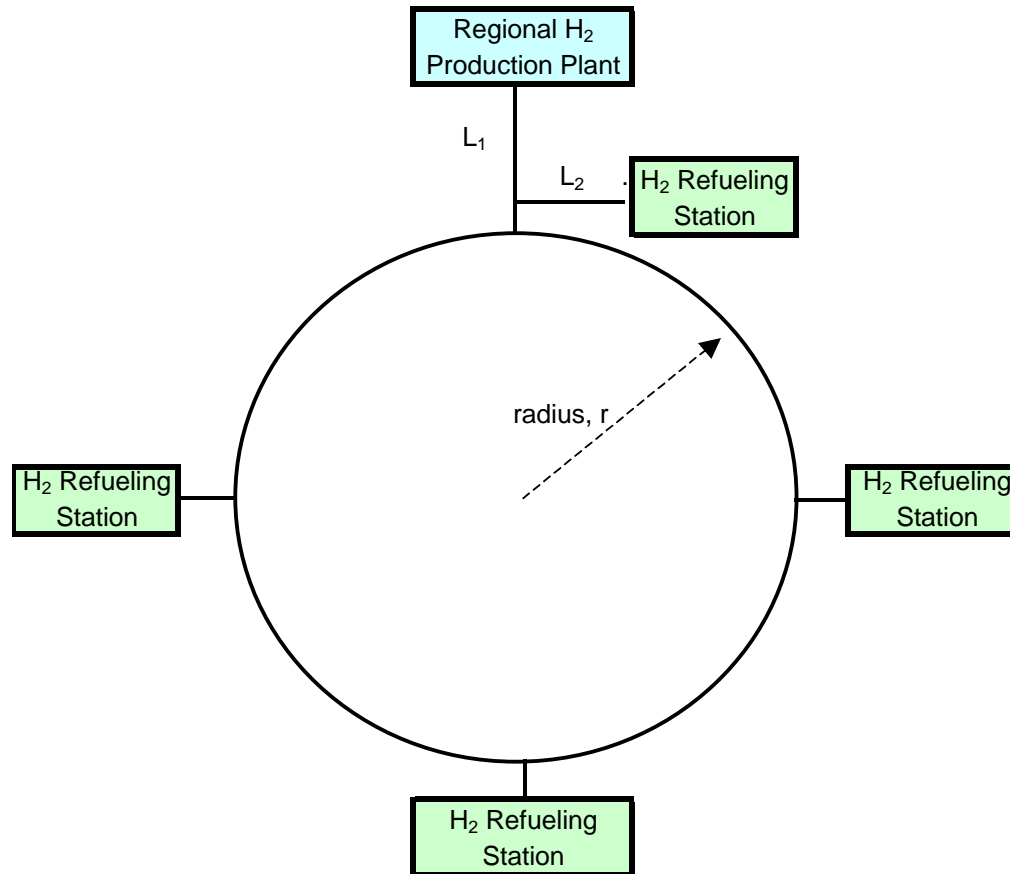 Regional H₂
Production Plant
L₁
L₂ .
H₂ Refueling
Station
radius, r
H₂ Refueling
Station
H₂ Refueling
Station
H₂ Refueling
Station